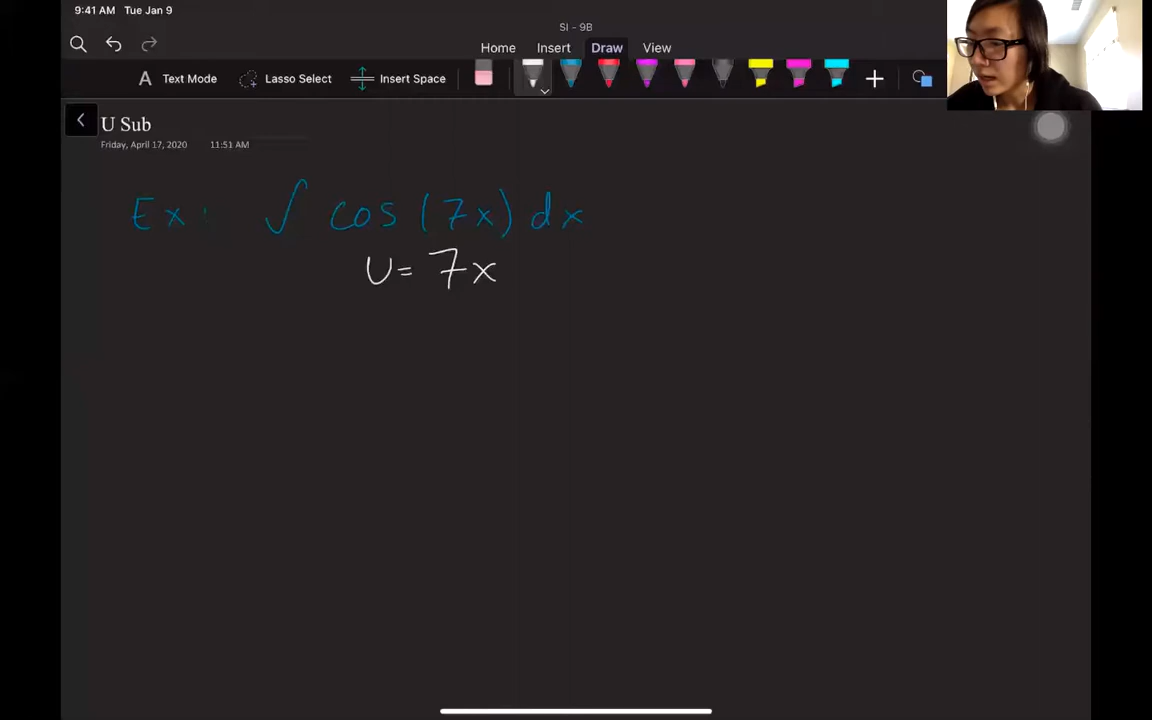 9:41 AM Tue Jan 9
SI - 9B
Home Insert Draw View
A Text Mode Lasso Select Insert Space
U Sub
Friday, April 17, 2020 11:51 AM
Ex: ∫ cos (7x) dx
U= 7x